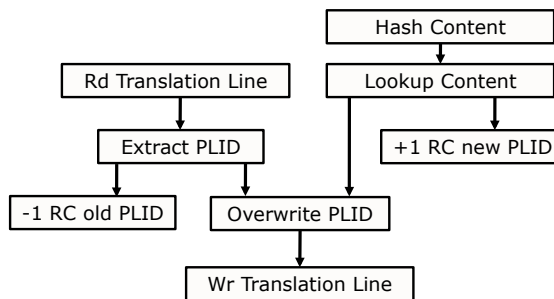 Hash Content
Rd Translation Line
Lookup Content
Extract PLID
+1 RC new PLID
-1 RC old PLID
Overwrite PLID
Wr Translation Line